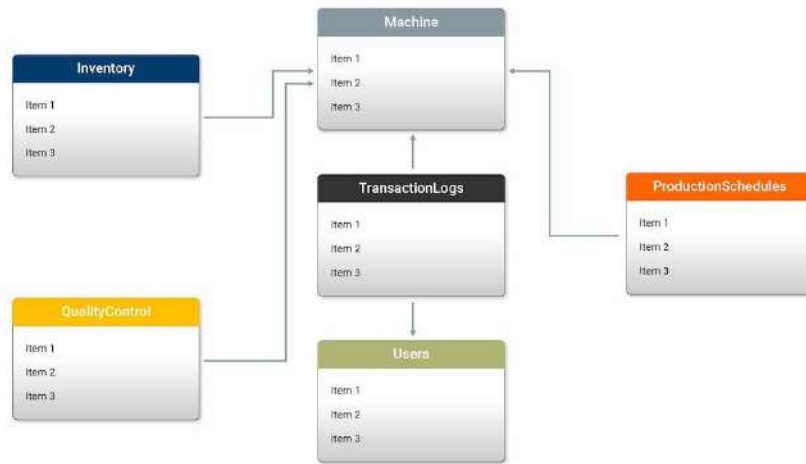 Machine
Item 1
Item 2
Item 3
Inventory
Item 1
Item 2
Item 3
TransactionLogs
Item 1
Item 2
Item 3
ProductionSchedules
Item 1
Item 2
Item 3
QualityControl
Item 1
Item 2
Item 3
Users
Item 1
Item 2
Item 3